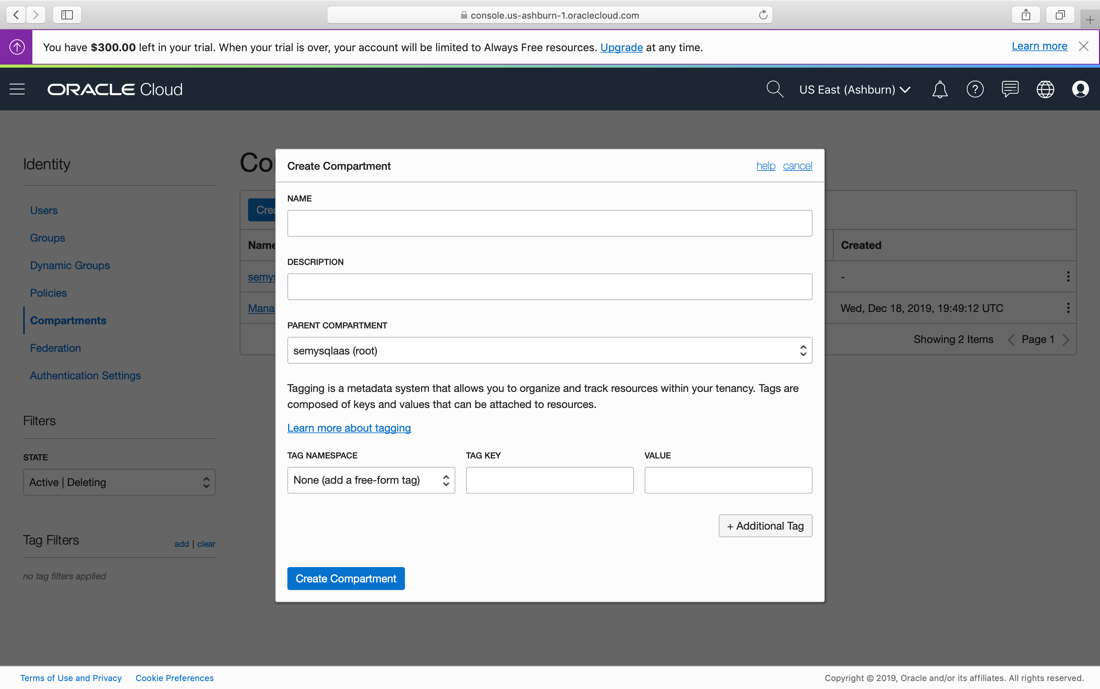 console.us-ashburn-1.oraclecloud.com
You have $300.00 left in your trial. When your trial is over, your account will be limited to Always Free resources. Upgrade at any time.
Learn more
ORACLE Cloud
US East (Ashburn)
Identity
Users
Groups
Dynamic Groups
Policies
Compartments
Federation
Authentication Settings
Filters
STATE
Active | Deleting
Tag Filters
add | clear
no tag filters applied
Co
Crea
Name
semys
Mana
Created
-
Wed, Dec 18, 2019, 19:49:12 UTC
Showing 2 Items
Page 1
Create Compartment
help cancel
NAME
DESCRIPTION
PARENT COMPARTMENT
semysqlaas (root)
Tagging is a metadata system that allows you to organize and track resources within your tenancy. Tags are
composed of keys and values that can be attached to resources.
Learn more about tagging
TAG NAMESPACE
TAG KEY
VALUE
None (add a free-form tag)
+ Additional Tag
Create Compartment
Terms of Use and Privacy
Cookie Preferences
Copyright © 2019, Oracle and/or its affiliates. All rights reserved.